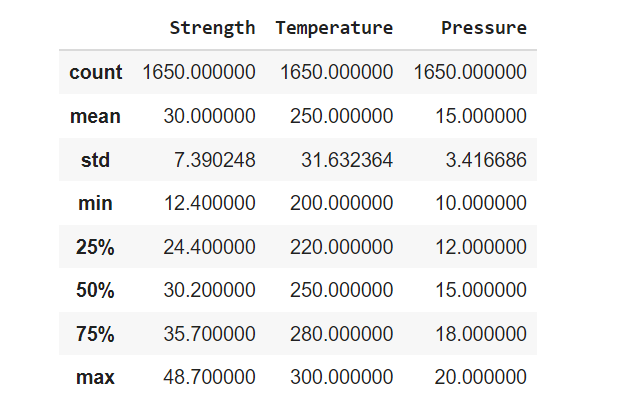 Strength Temperature Pressure
count 1650.000000 1650.000000 1650.000000
mean 30.000000 250.000000 15.000000
std 7.390248 31.632364 3.416686
min 12.400000 200.000000 10.000000
25% 24.400000 220.000000 12.000000
50% 30.200000 250.000000 15.000000
75% 35.700000 280.000000 18.000000
max 48.700000 300.000000 20.000000